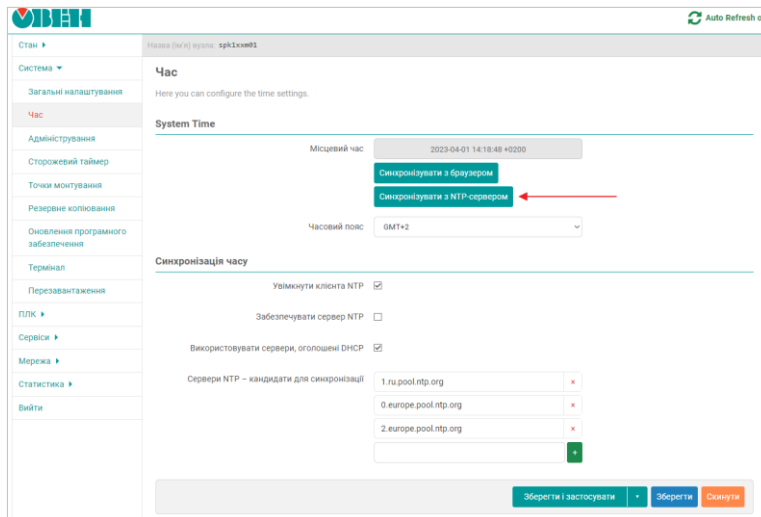 ОВЕН
Auto Refresh o
Стан
Назва (ім'я) вузла: spk1xxm01
Система
Час
Загальні налаштування
Here you can configure the time settings.
Час
System Time
Адміністрування
Місцевий час
2023-04-01 14:18:48 +0200
Сторожевий таймер
Синхронізувати з браузером
Точки монтування
Синхронізувати з NTP-сервером
Резервне копіювання
Часовий пояс
GMT+2
Оновлення програмного
забезпечення
Синхронізація часу
Термінал
Увімкнути клієнта NTP
Перезавантаження
ПЛК
Забезпечувати сервер NTP
Сервіси
Використовувати сервери, оголошені DHCP
Мережа
Сервери NTP – кандидати для синхронізації
1.ru.pool.ntp.org
×
Статистика
0.europe.pool.ntp.org
×
Вийти
2.europe.pool.ntp.org
×
+
Зберегти і застосувати
Зберегти
Скинути